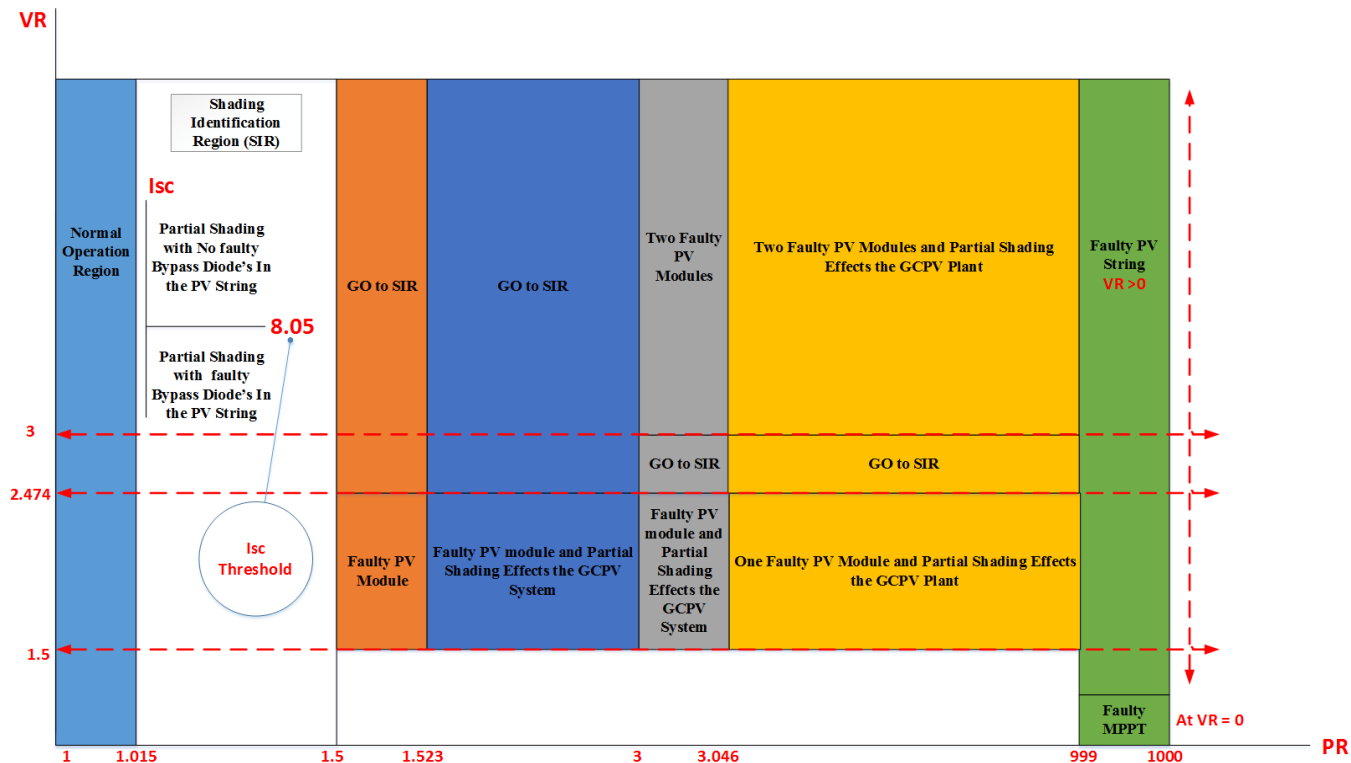 VR
Shading
Identification
Region (SIR)
Isc
Normal
Operation
Region
Partial Shading
with No faulty
Bypass Diode's In
the PV String
8.05
Partial Shading
with faulty
Bypass Diode's In
the PV String
Isc
Threshold
GO to SIR
Faulty PV
Module
GO to SIR
Faulty PV module and Partial
Shading Effects the GCPV
System
Two Faulty
PV
Modules
GO to SIR
Faulty PV
module and
Partial
Shading
Effects the
GCPV
System
Two Faulty PV Modules and Partial Shading
Effects the GCPV Plant
GO to SIR
One Faulty PV Module and Partial Shading Effects
the GCPV Plant
Faulty PV
String
VR >0
Faulty
MPPT
At VR = 0
3
2.474
1.5
1
1.015
1.5
1.523
3
3.046
999
1000
PR